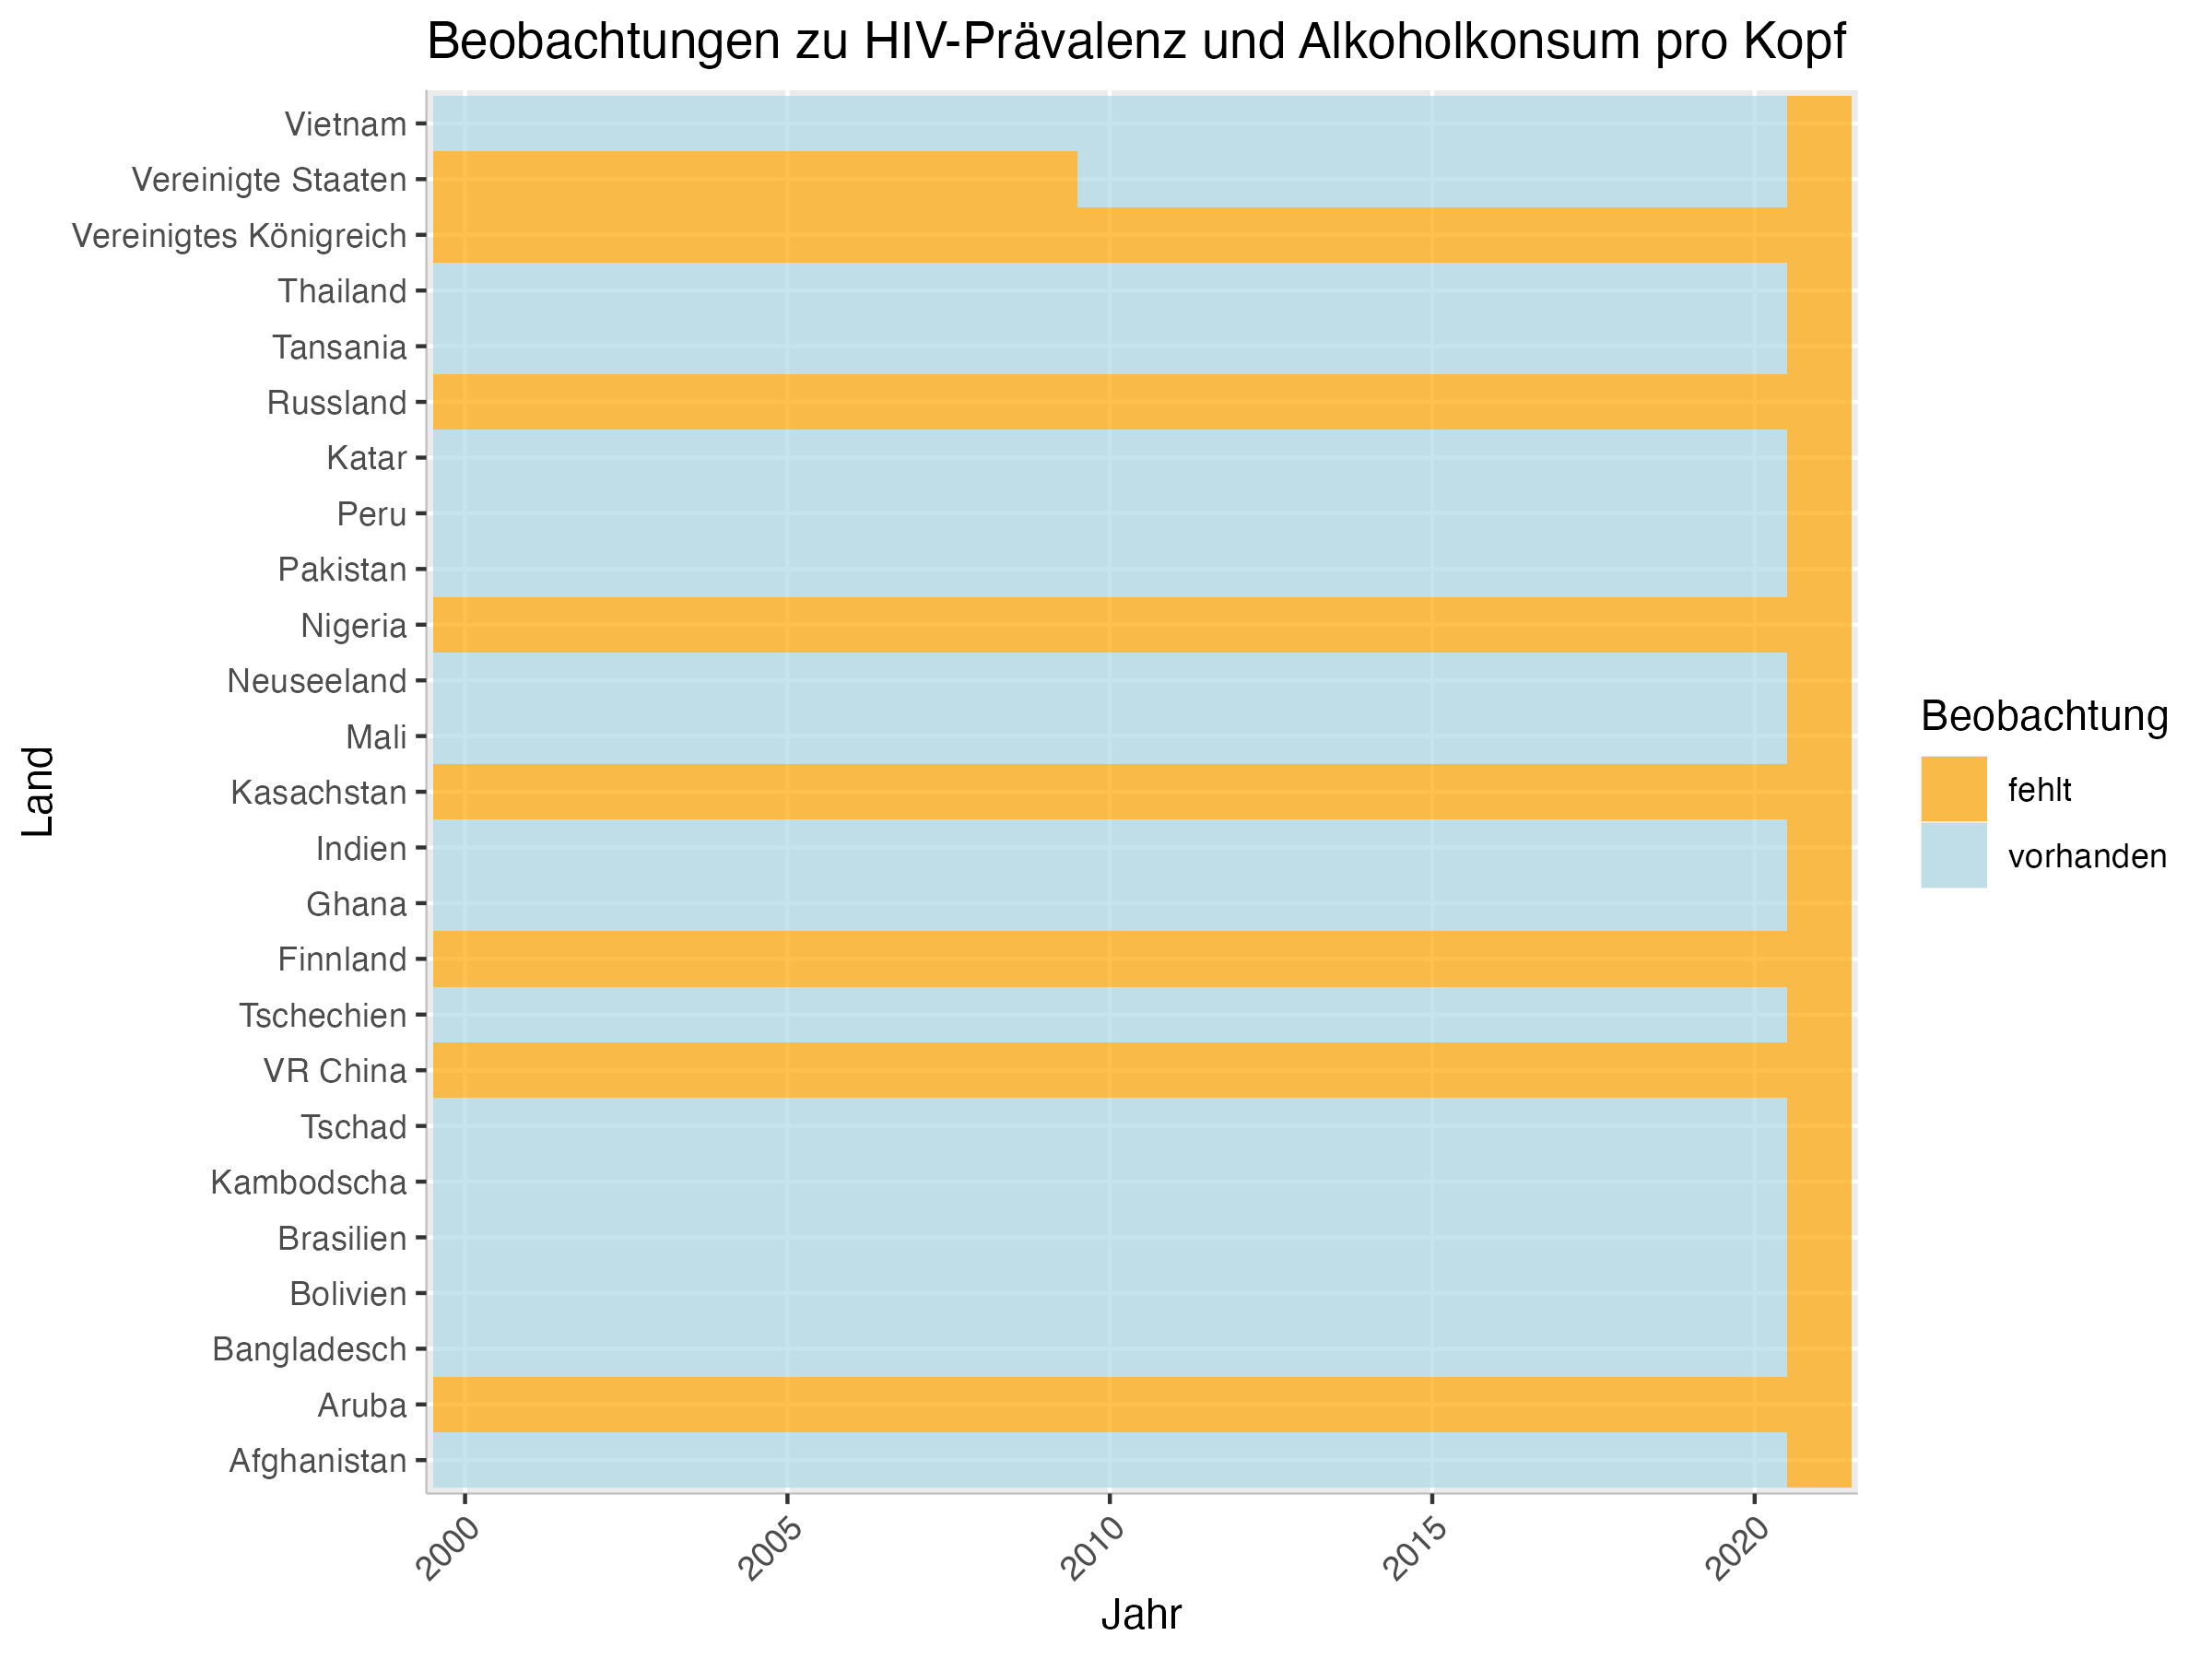 Beobachtungen zu HIV-Prävalenz und Alkoholkonsum pro Kopf
Vietnam
Vereinigte Staaten
Vereinigtes Königreich
Thailand
Tansania
Russland
Katar
Peru
Pakistan
Nigeria
Neuseeland
Mali
Kasachstan
Indien
Ghana
Finnland
Tschechien
VR China
Tschad
Kambodscha
Brasilien
Bolivien
Bangladesch
Aruba
Afghanistan
Land
2000
2005
2010
2015
2020
Jahr
Beobachtung
fehlt
vorhanden